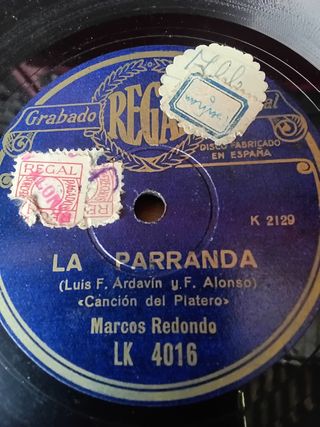 Grabado
REGAL
DISCO FABRICADO
EN ESPAÑA
REGAL
K 2129
LA PARRANDA
(Luis F. Ardavín y F. Alonso)
«Canción del Platero»
Marcos Redondo
LK 4016